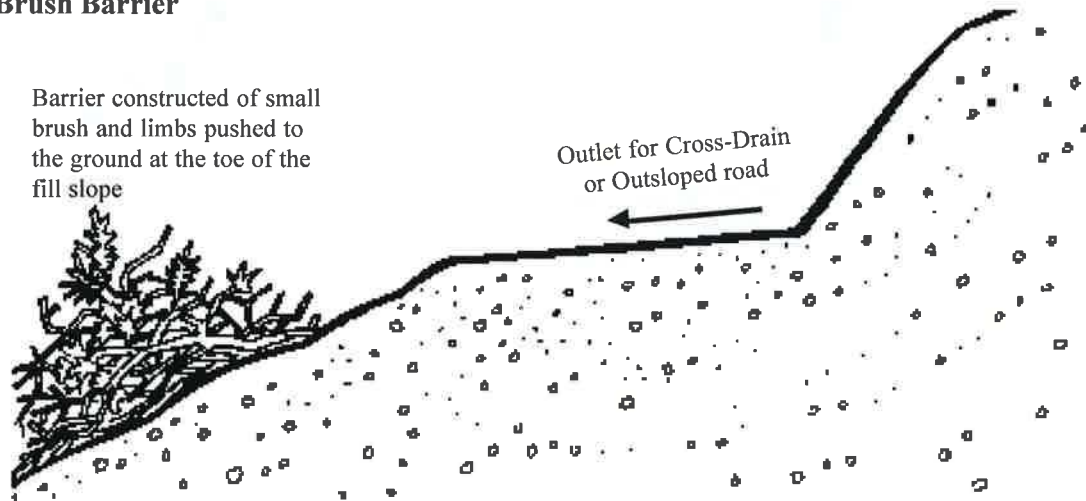 Brush Barrier
Barrier constructed of small
brush and limbs pushed to
the ground at the toe of the
fill slope
Outlet for Cross-Drain
or Outsloped road